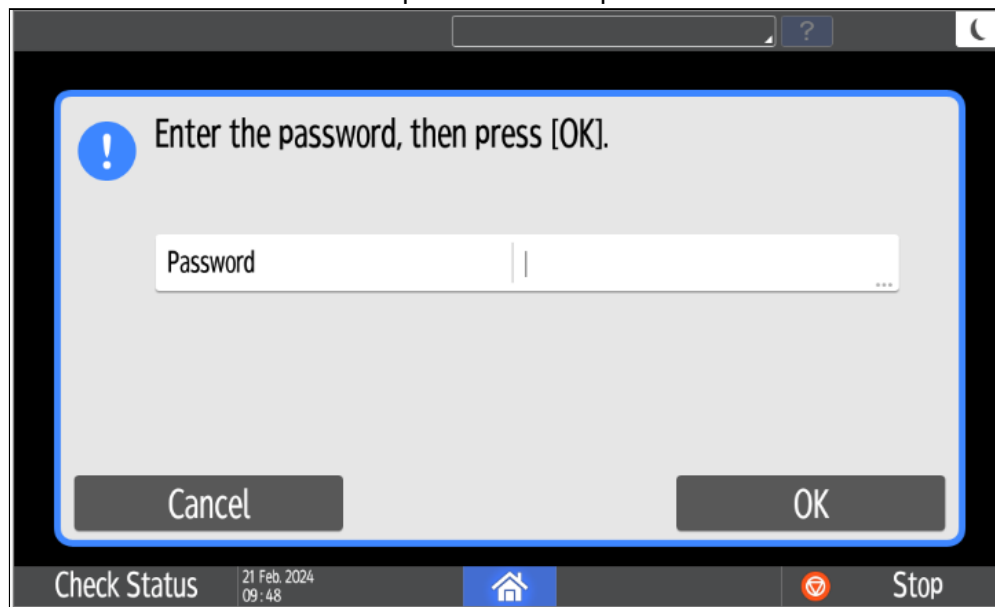 ?
!
Enter the password, then press [OK].
Password
...
Cancel
OK
Check Status
21 Feb. 2024
09:48
Stop